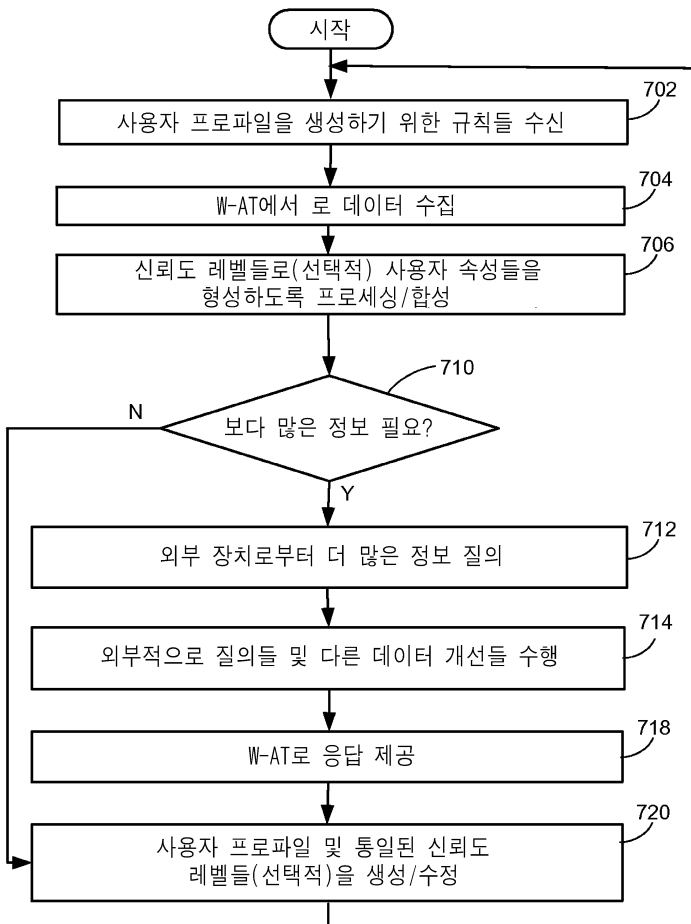 시작
702
사용자 프로파일을 생성하기 위한 규칙들 수신
704
W-AT에서 로 데이터 수집
706
신뢰도 레벨들로(선택적) 사용자 속성들을
형성하도록 프로세싱/합성
710
N
보다 많은 정보 필요?
Y
712
외부 장치로부터 더 많은 정보 질의
714
외부적으로 질의들 및 다른 데이터 개선들 수행
718
W-AT로 응답 제공
720
사용자 프로파일 및 통일된 신뢰도
레벨들(선택적)을 생성/수정